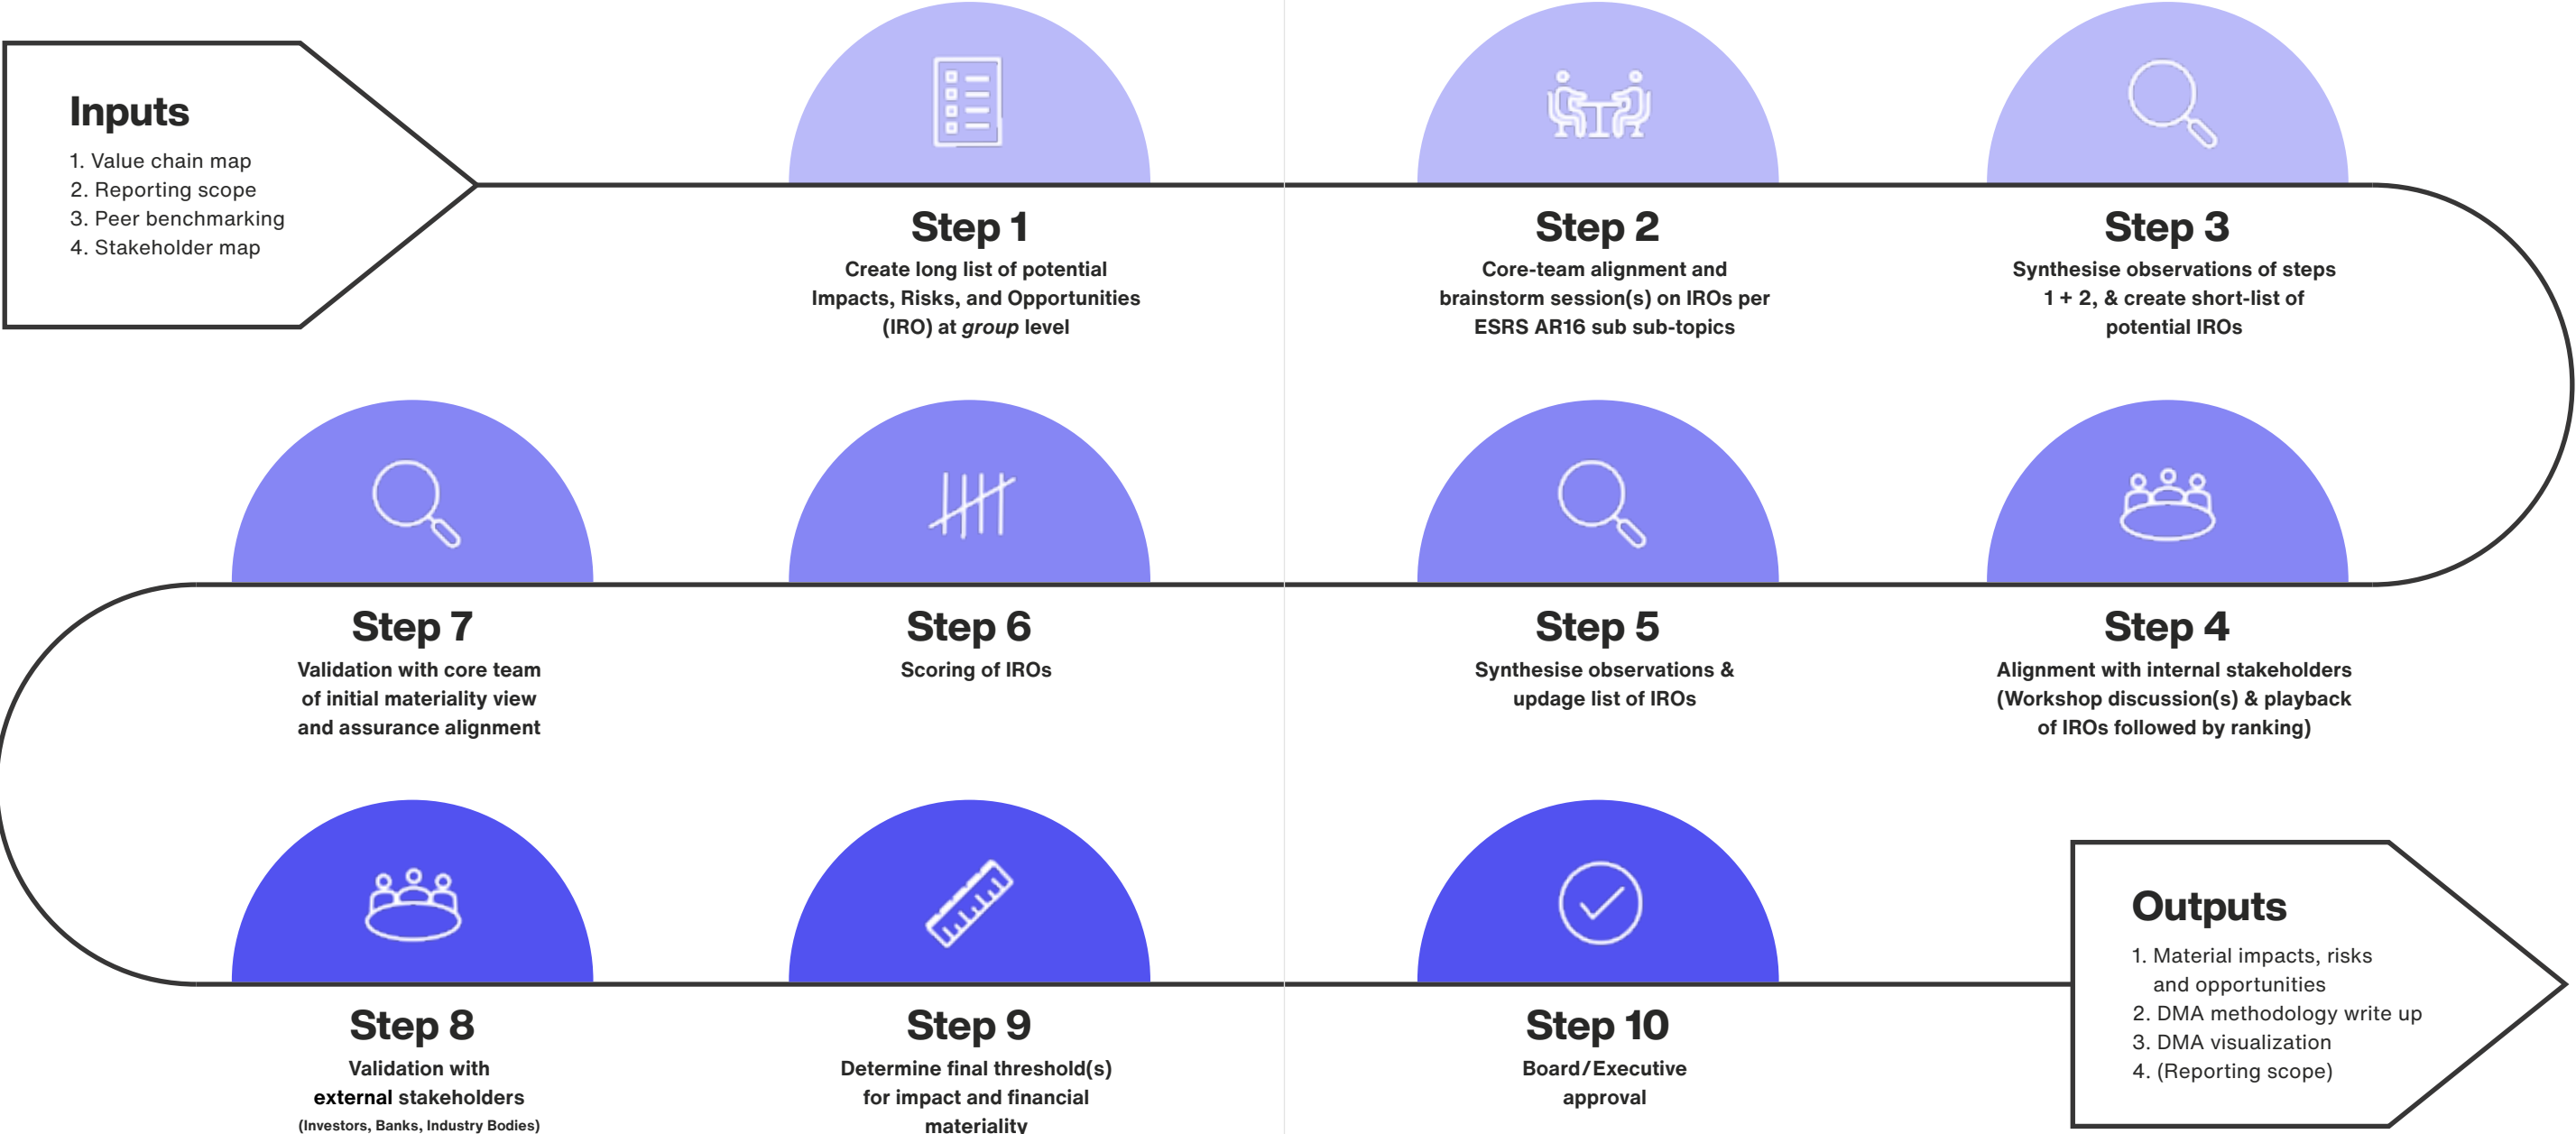 Inputs
1. Value chain map
2. Reporting scope
3. Peer benchmarking
4. Stakeholder map
Step 1
Create long list of potential
Impacts, Risks, and Opportunities
(IRO) at group level
Step 2
Core-team alignment and
brainstorm session(s) on IROs per
ESRS AR16 sub sub-topics
Step 3
Synthesise observations of steps
1 + 2, & create short-list of
potential IROs
Step 4
Alignment with internal stakeholders
(Workshop discussion(s) & playback
of IROs followed by ranking)
Step 5
Synthesise observations &
updage list of IROs
Step 6
Scoring of IROs
Step 7
Validation with core team
of initial materiality view
and assurance alignment
Step 8
Validation with
external stakeholders
(Investors, Banks, Industry Bodies)
Step 9
Determine final threshold(s)
for impact and financial
materiality
Step 10
Board/Executive
approval
Outputs
1. Material impacts, risks
and opportunities
2. DMA methodology write up
3. DMA visualization
4. (Reporting scope)